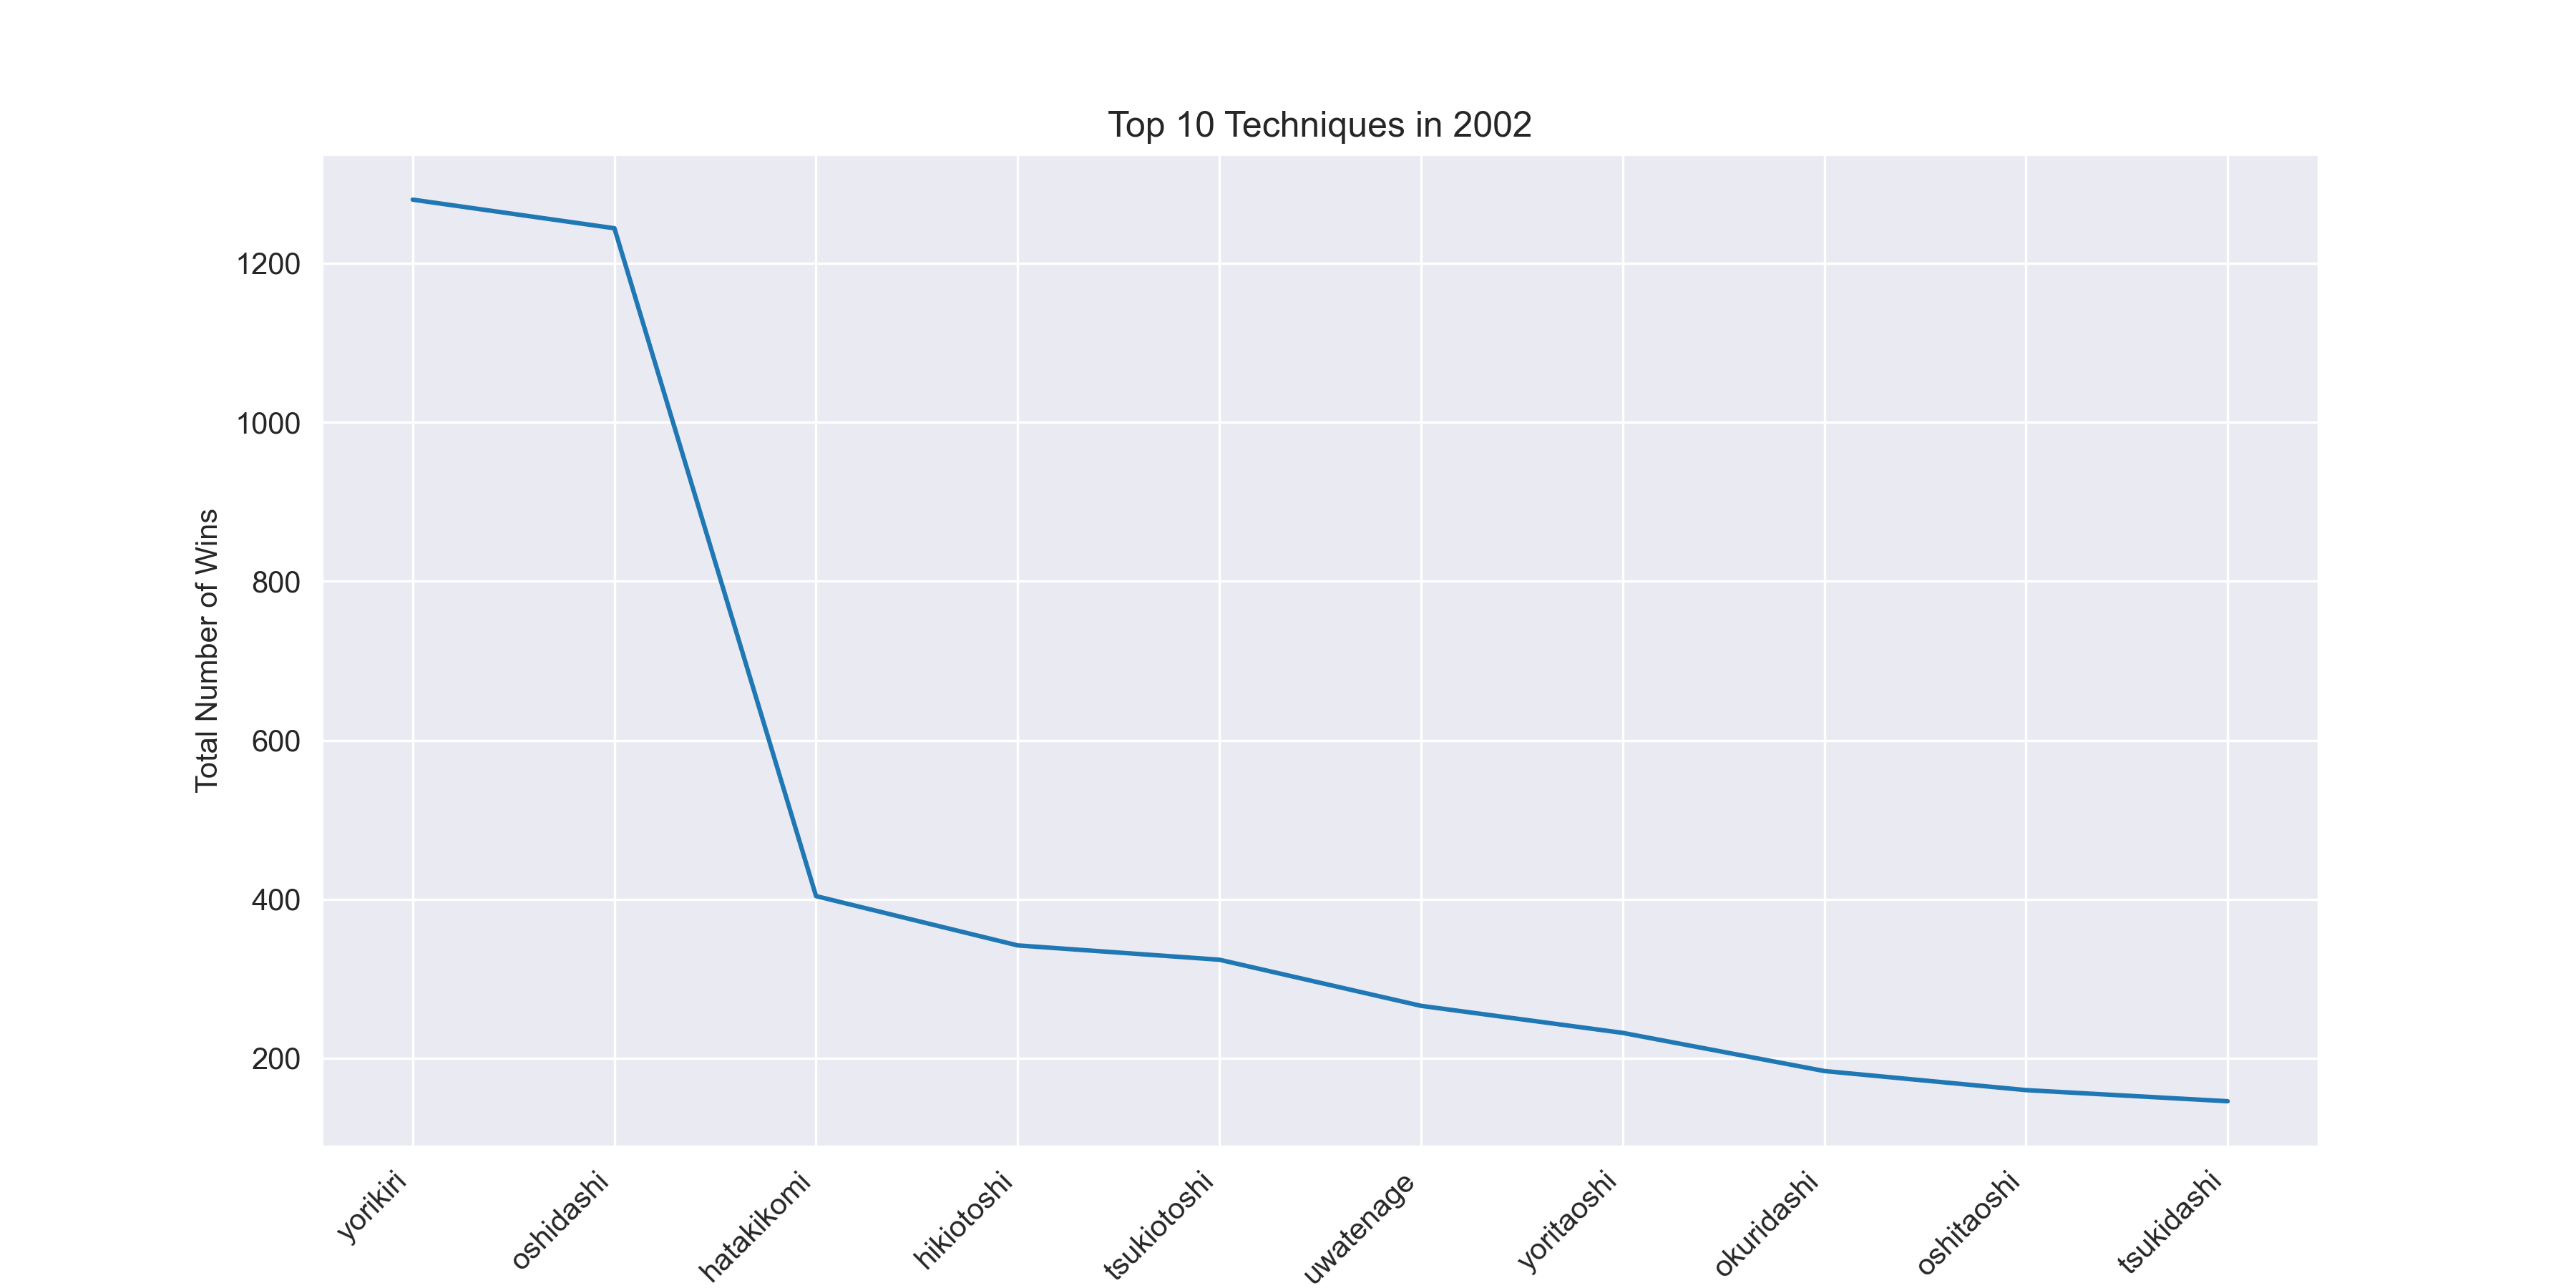 Top 10 Techniques in 2002
1200
1000
800
600
400
200
Total Number of Wins
yorikiri
oshidashi
hatakikomi
hikiotoshi
tsukiotoshi
uwatenage
yoritaoshi
okuridashi
oshitaoshi
tsukidashi